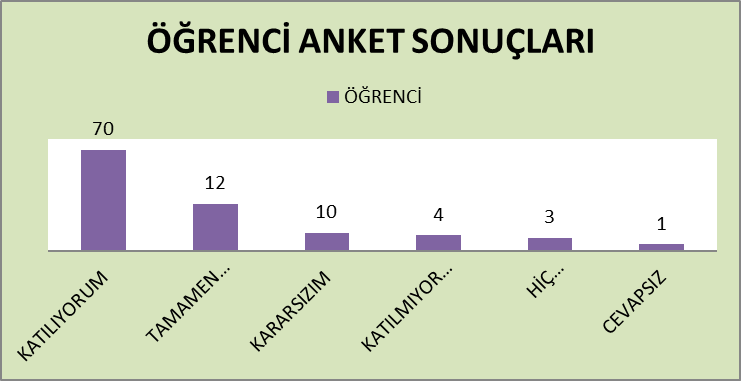 ÖĞRENCİ ANKET SONUÇLARI
ÖĞRENCİ
70
12
10
4
3
1
KATILIYORUM
TAMAMEN...
KARARSIZIM
KATILMIYOR...
HİÇ...
CEVAPSIZ